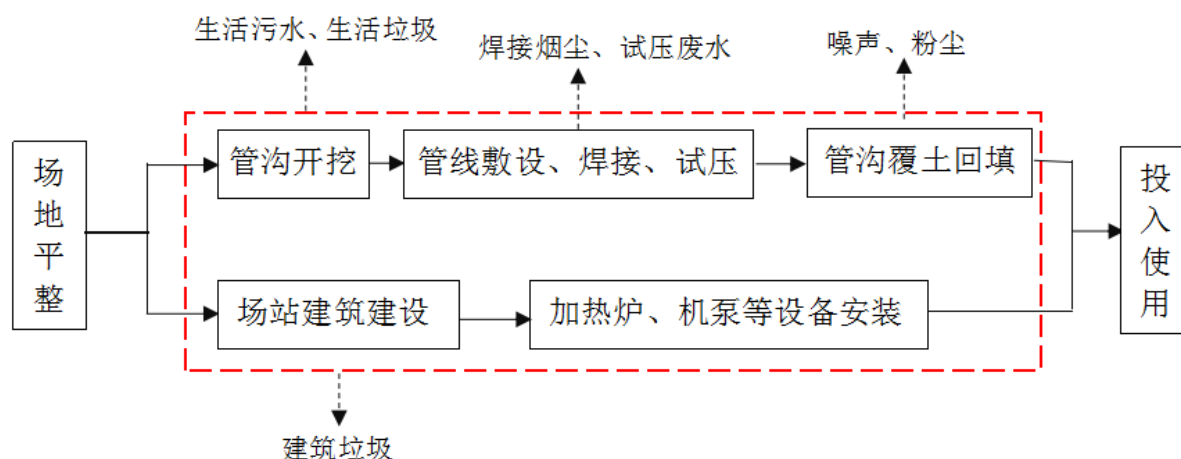 生活污水、生活垃圾
焊接烟尘、试压废水
噪声、粉尘
场地平整
管沟开挖
管线敷设、焊接、试压
管沟覆土回填
投入使用
场站建筑建设
加热炉、机泵等设备安装
建筑垃圾